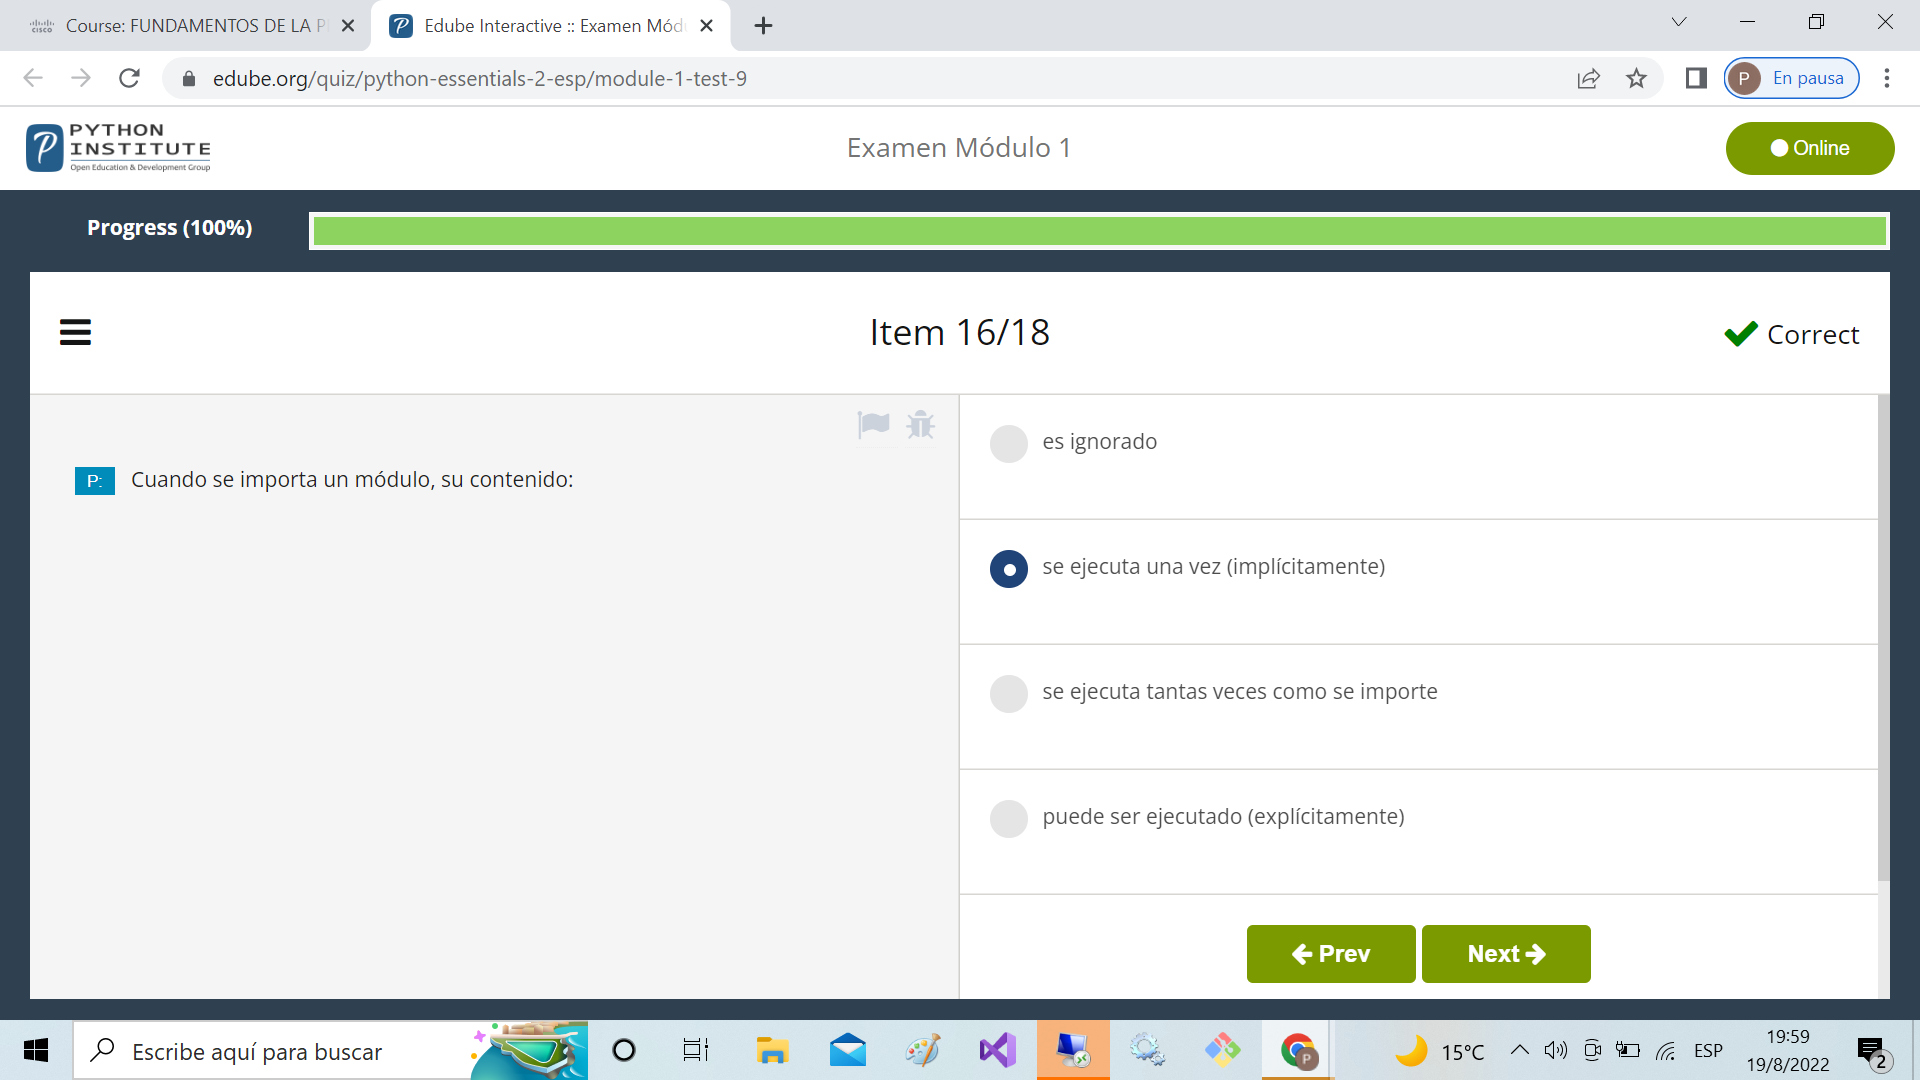 Course: FUNDAMENTOS DE LA P
Edube Interactive :: Examen Mód
edube.org/quiz/python-essentials-2-esp/module-1-test-9
P
En pausa
PYTHON
INSTITUTE
Open Education & Development Group
Examen Módulo 1
Online
Progress (100%)
Item 16/18
Correct
P: Cuando se importa un módulo, su contenido:
es ignorado
se ejecuta una vez (implícitamente)
se ejecuta tantas veces como se importe
puede ser ejecutado (explícitamente)
Prev
Next
Escribe aquí para buscar
P
15°C
ESP
19:59
19/8/2022
2